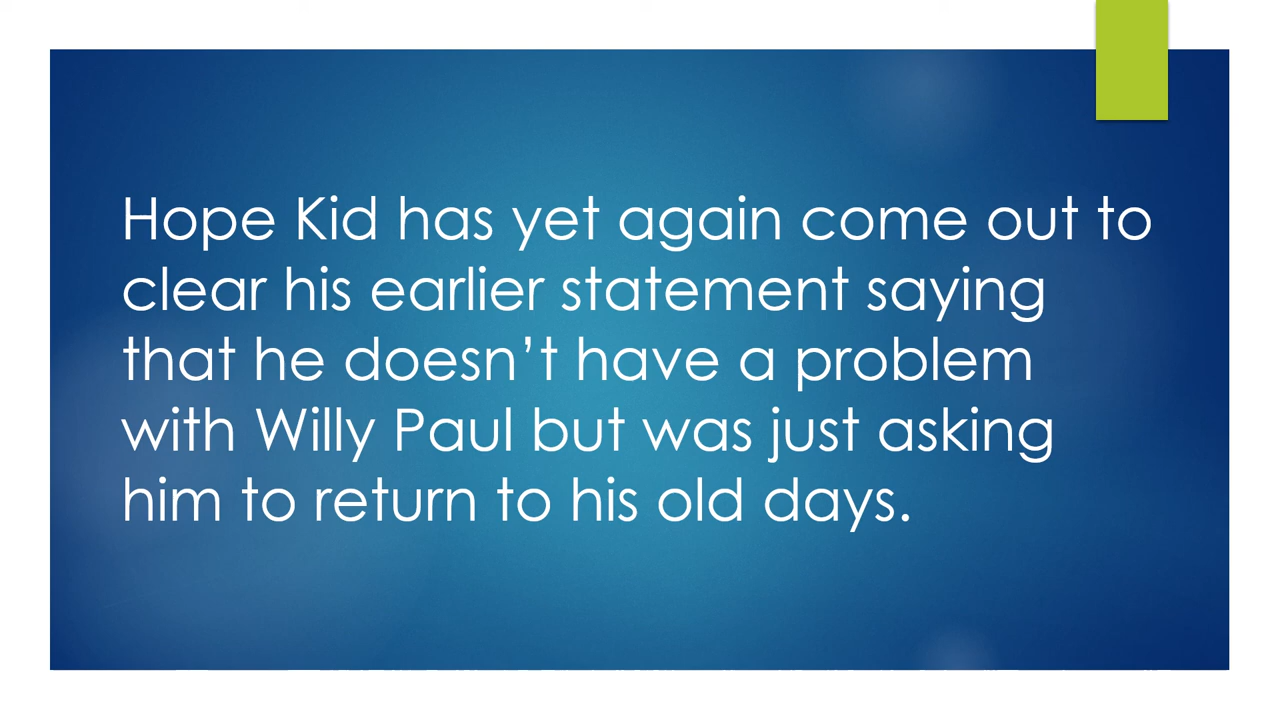 Hope Kid has yet again come out to
clear his earlier statement saying
that he doesn’t have a problem
with Willy Paul but was just asking
him to return to his old days.